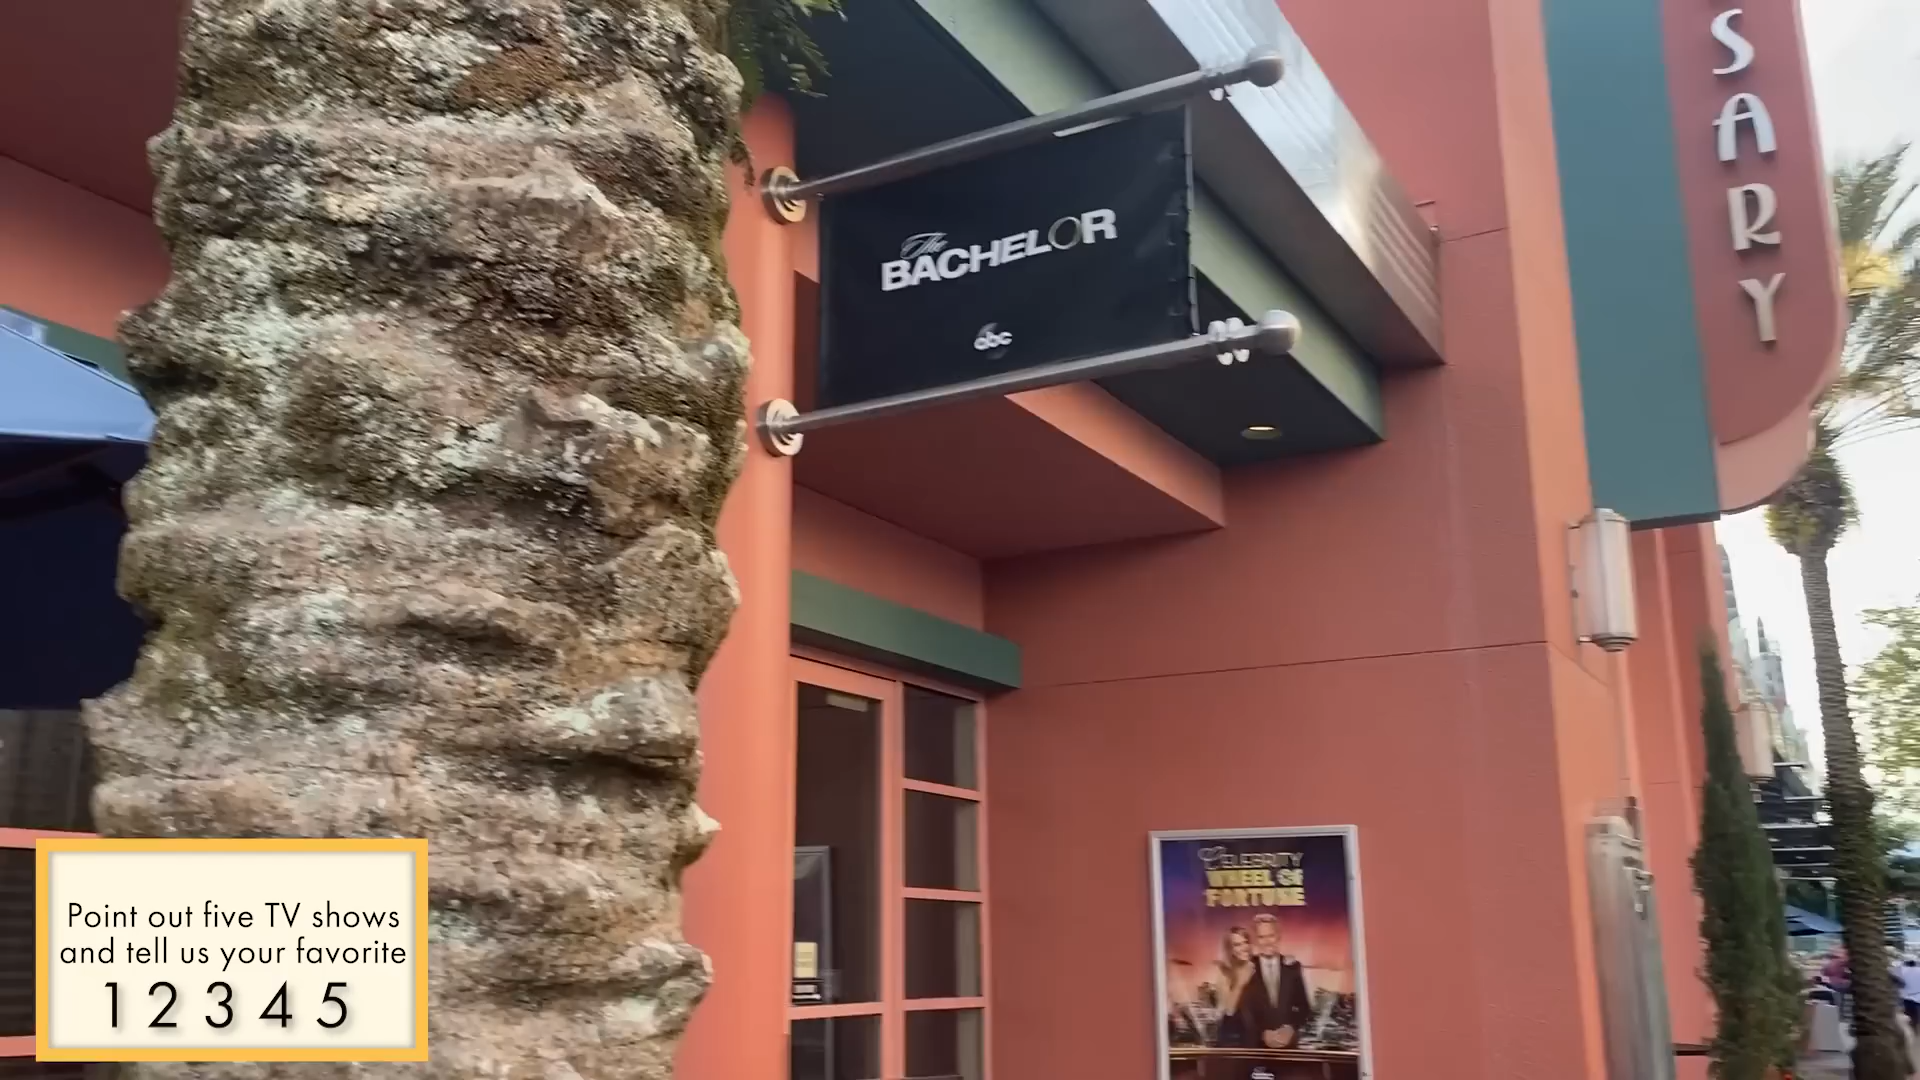 The
BACHELOR
abc
SARY
CELEBRITY
WHEEL OF
FORTUNE
Point out five TV shows
and tell us your favorite
1 2 3 4 5